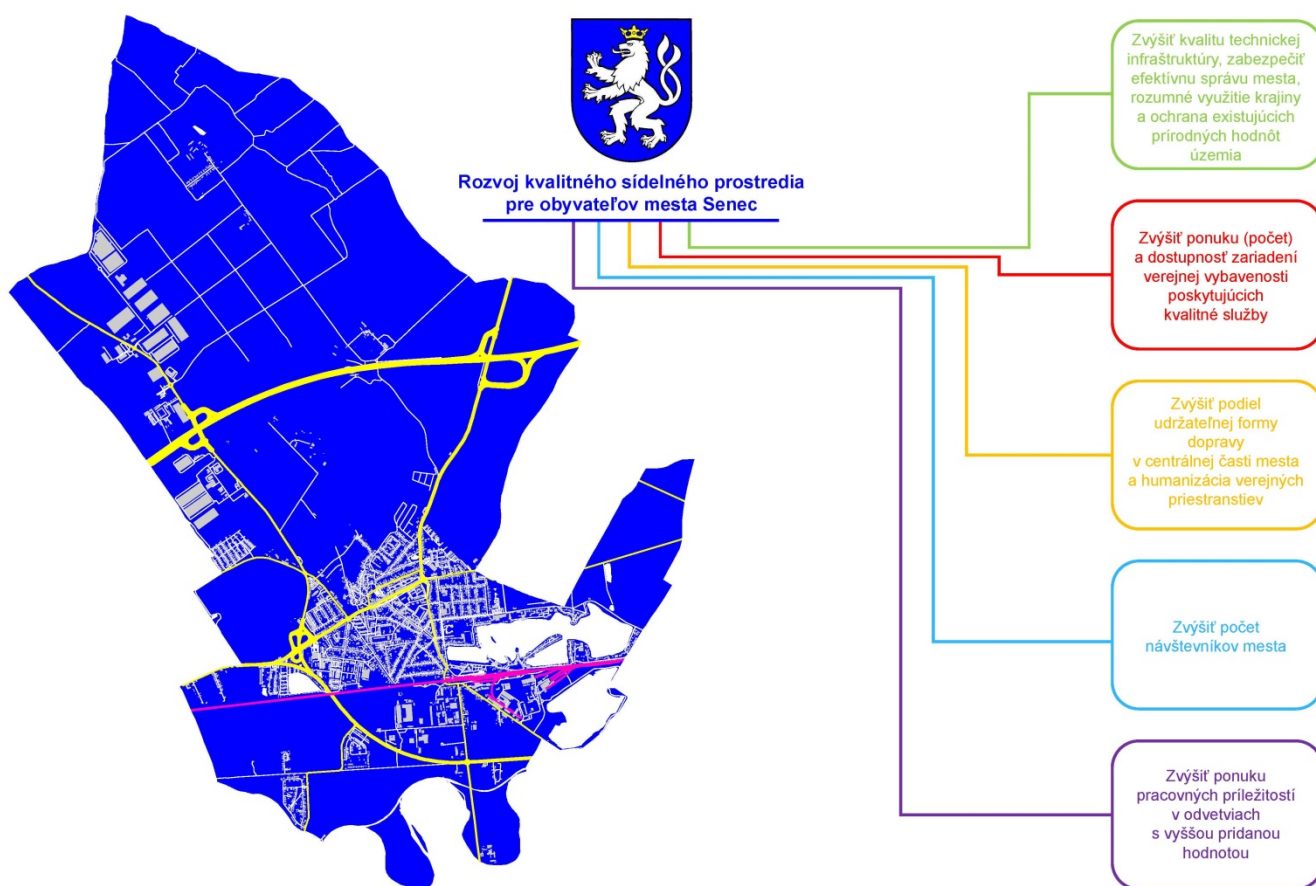 Rozvoj kvalitného sídelného prostredia
pre obyvateľov mesta Senec
Zvýšiť kvalitu technickej
infraštruktúry, zabezpečiť
efektívnu správu mesta,
rozumné využitie krajiny
a ochrana existujúcich
prírodných hodnôt
územia
Zvýšiť ponuku (počet)
a dostupnosť zariadení
verejnej vybavenosti
poskytujúcich
kvalitné služby
Zvýšiť podiel
udržateľnej formy
dopravy
v centrálnej časti mesta
a humanizácia verejných
priestranstiev
Zvýšiť počet
návštevníkov mesta
Zvýšiť ponuku
pracovných príležitostí
v odvetviach
s vyššou pridanou
hodnotou